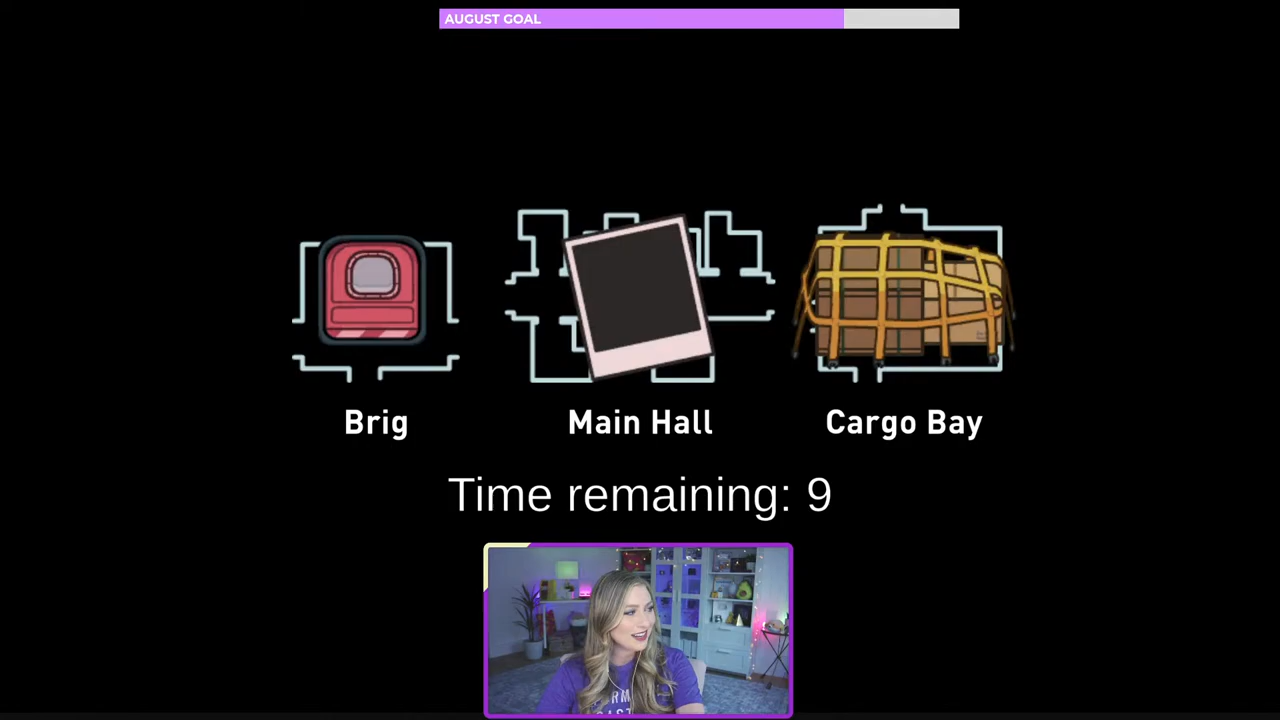 AUGUST GOAL
Brig
Main Hall
Cargo Bay
Time remaining: 9